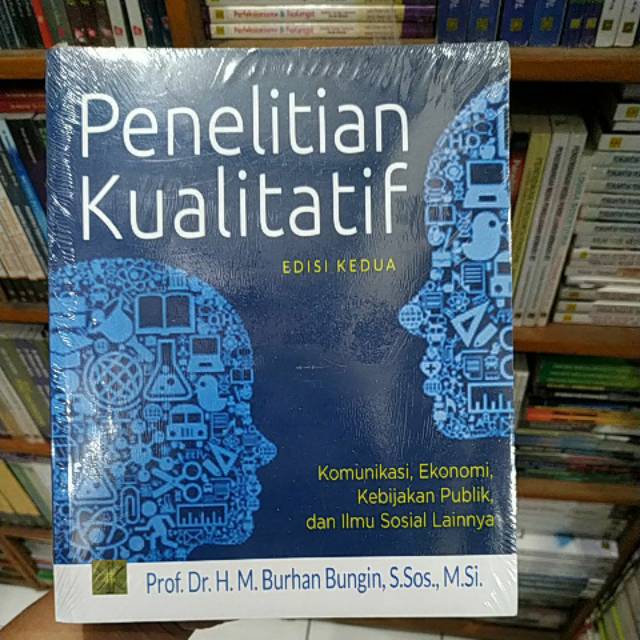 Penelitian
Kualitatif
EDISI KEDUA
Komunikasi, Ekonomi,
Kebijakan Publik,
dan Ilmu Sosial Lainnya
Prof. Dr. H. M. Burhan Bungin, S.Sos., M.Si.